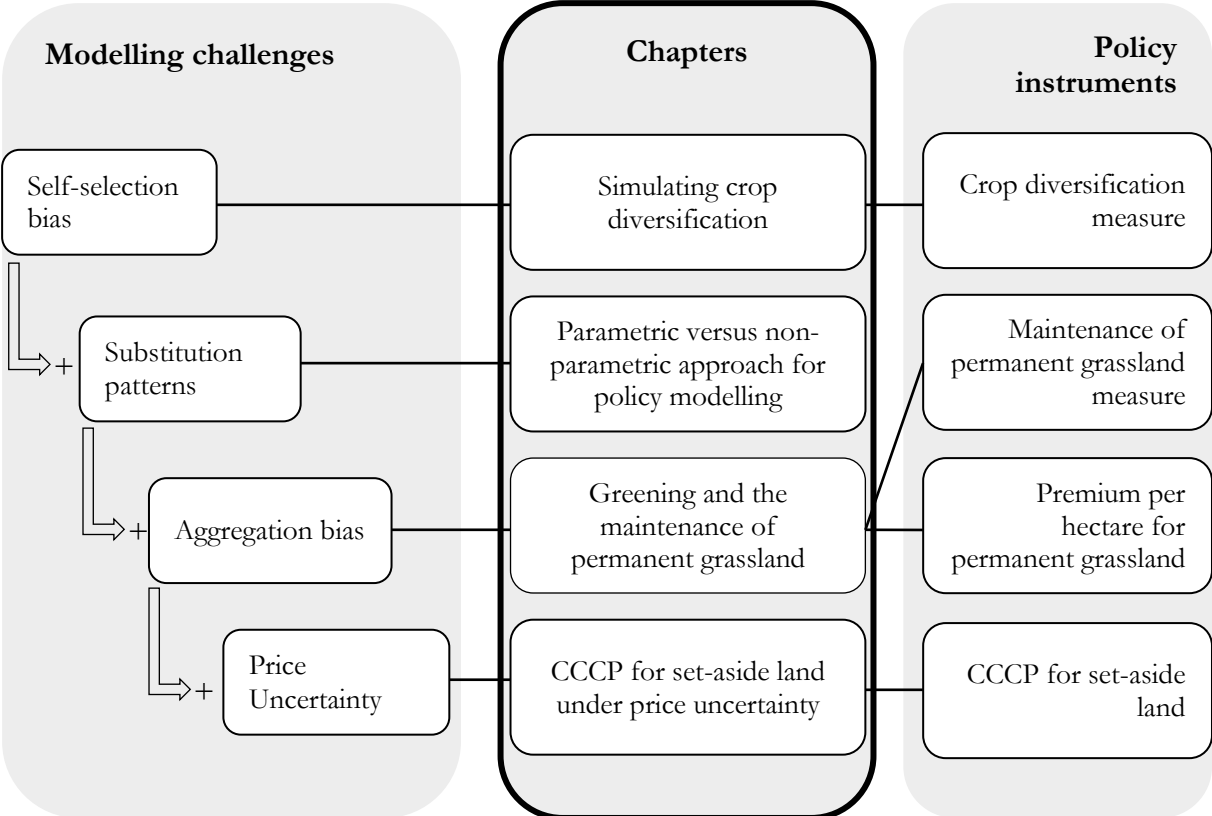 Modelling challenges
Chapters
Policy
instruments
Self-selection
bias
Simulating crop
diversification
Crop diversification
measure
+
Substitution
patterns
Parametric versus non-
parametric approach for
policy modelling
Maintenance of
permanent grassland
measure
+
Aggregation bias
Greening and the
maintenance of
permanent grassland
Premium per
hectare for
permanent grassland
+
Price
Uncertainty
CCCP for set-aside land
under price uncertainty
CCCP for set-aside
land